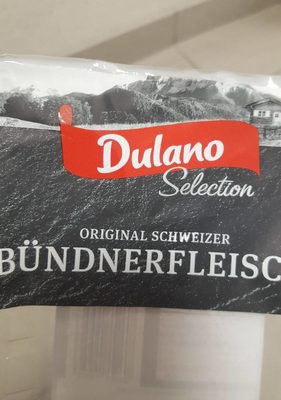 Dulano
Selection
ORIGINAL SCHWEIZER
BÜNDNERFLEISC